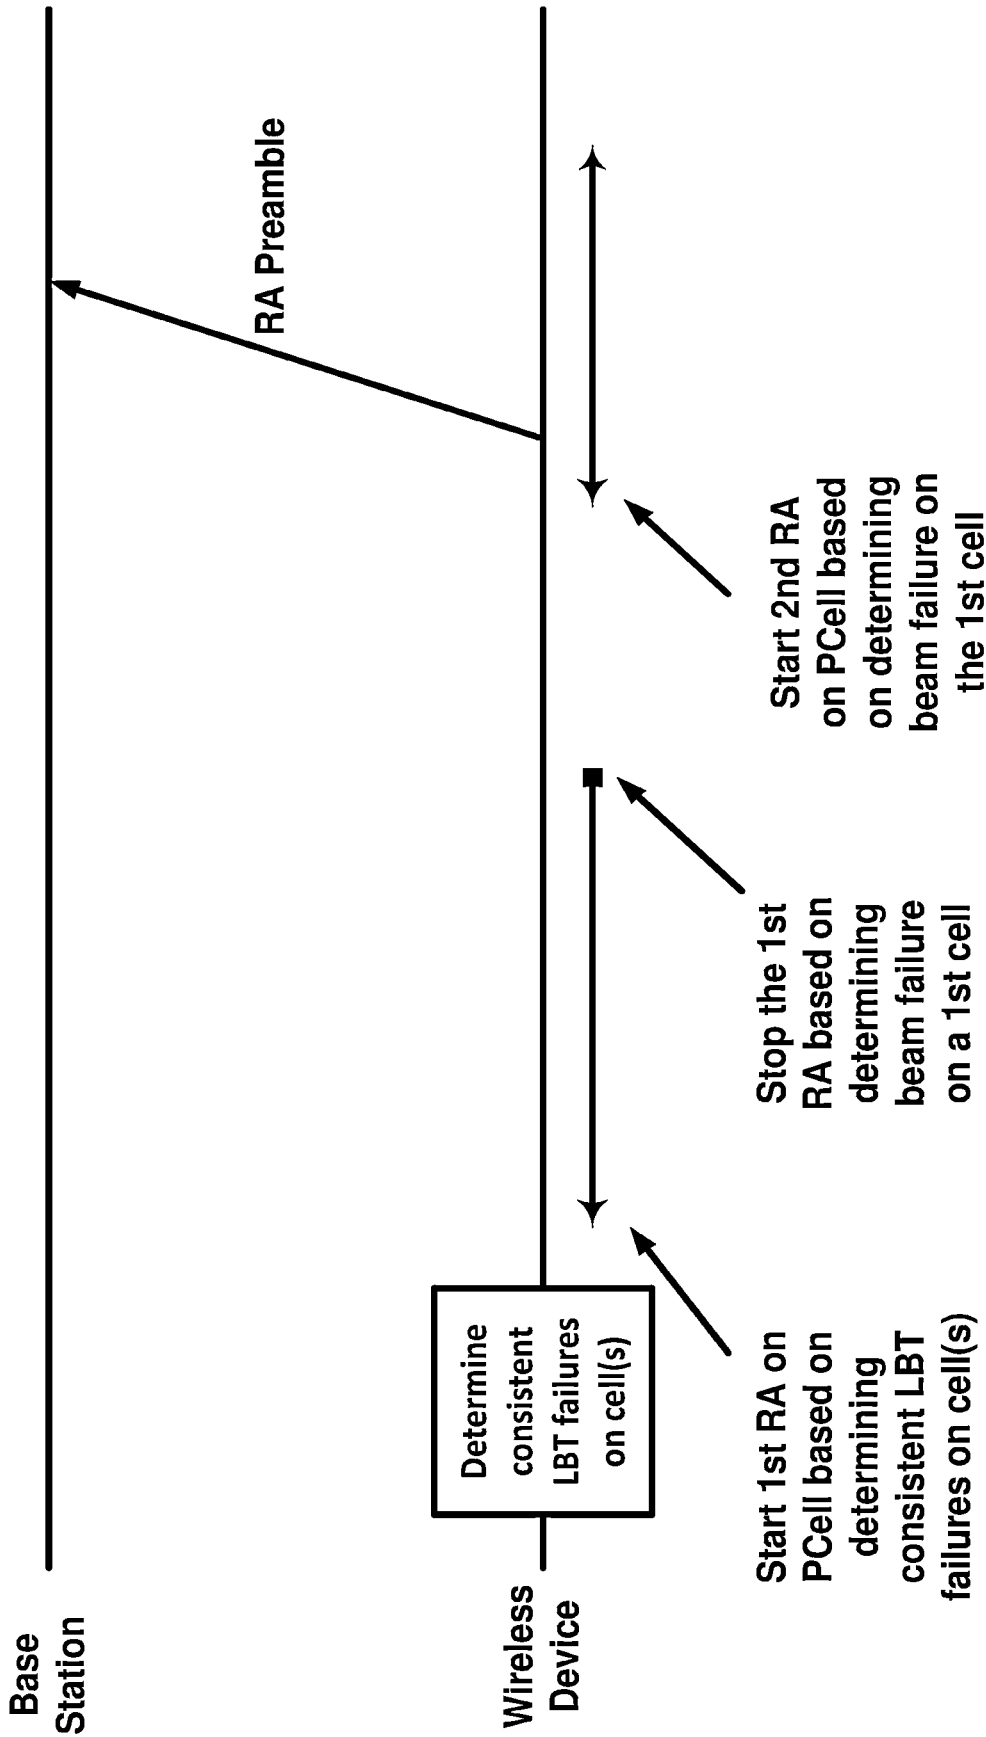 Base
Station
RA Preamble
Wireless
Device
Determine
consistent
LBT failures
on cell(s)
Start 1st RA on
PCell based on
determining
consistent LBT
failures on cell(s)
Stop the 1st
RA based on
determining
beam failure
on a 1st cell
Start 2nd RA
on PCell based
on determining
beam failure on
the 1st cell